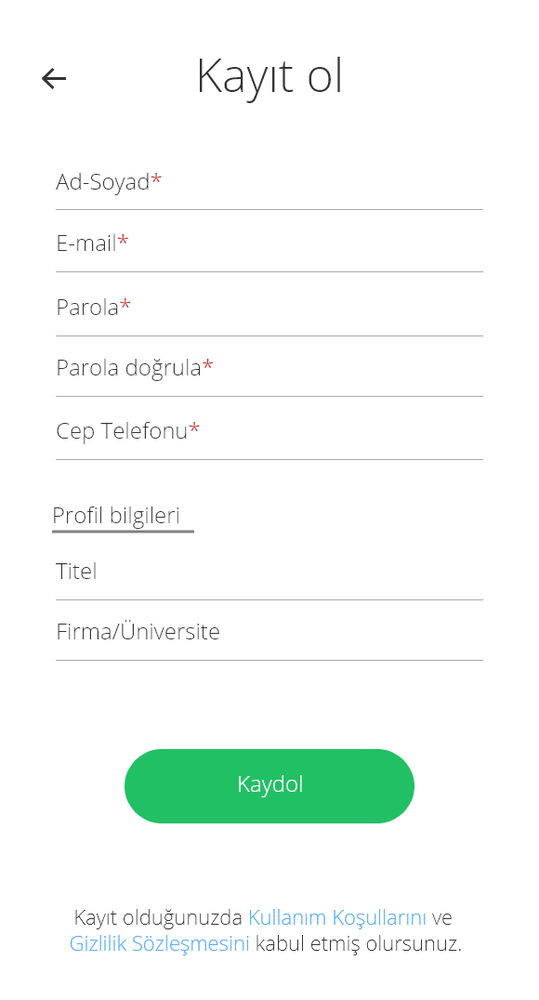 Kayıt ol
Ad-Soyad*
E-mail*
Parola*
Parola doğrula*
Cep Telefonu*
Profil bilgileri
Titel
Firma/Üniversite
Kaydol
Kayıt olduğunuzda Kullanım Koşullarını ve
Gizlilik Sözleşmesini kabul etmiş olursunuz.